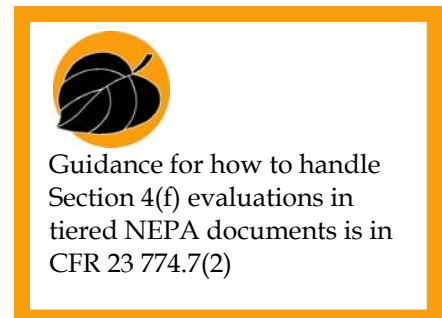 Guidance for how to handle
Section 4(f) evaluations in
tiered NEPA documents is in
CFR 23 774.7(2)